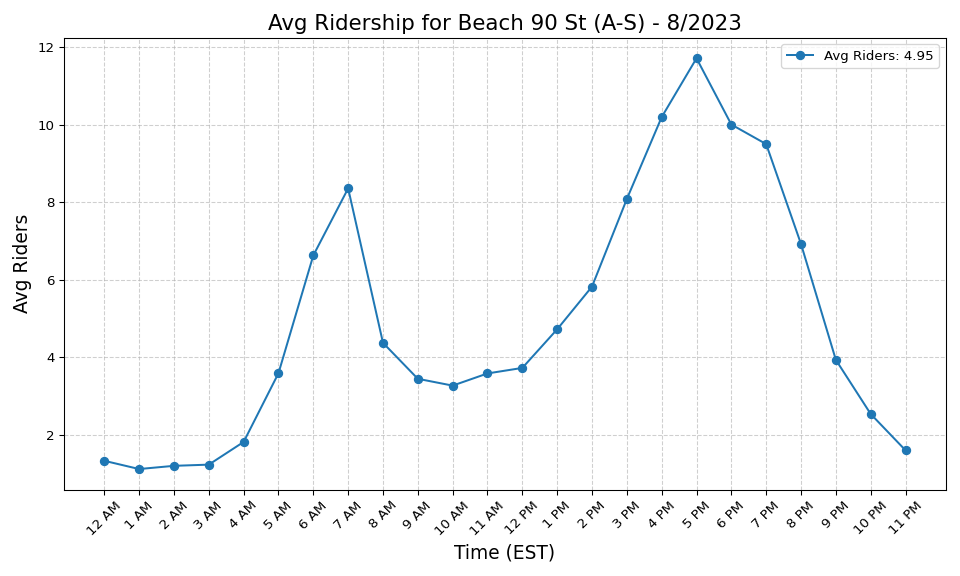 Avg Ridership for Beach 90 St (A-S) - 8/2023
Avg Riders: 4.95
Avg Riders
12
10
8
6
4
2
12 AM
1 AM
2 AM
3 AM
4 AM
5 AM
6 AM
7 AM
8 AM
9 AM
10 AM
11 AM
12 PM
1 PM
2 PM
3 PM
4 PM
5 PM
6 PM
7 PM
8 PM
9 PM
10 PM
11 PM
Time (EST)